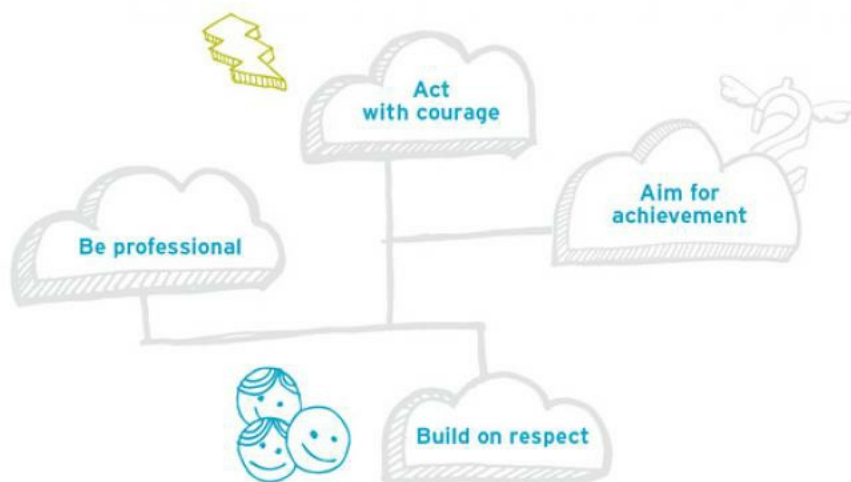 Act
with courage
Aim for
achievement
Be professional
Build on respect